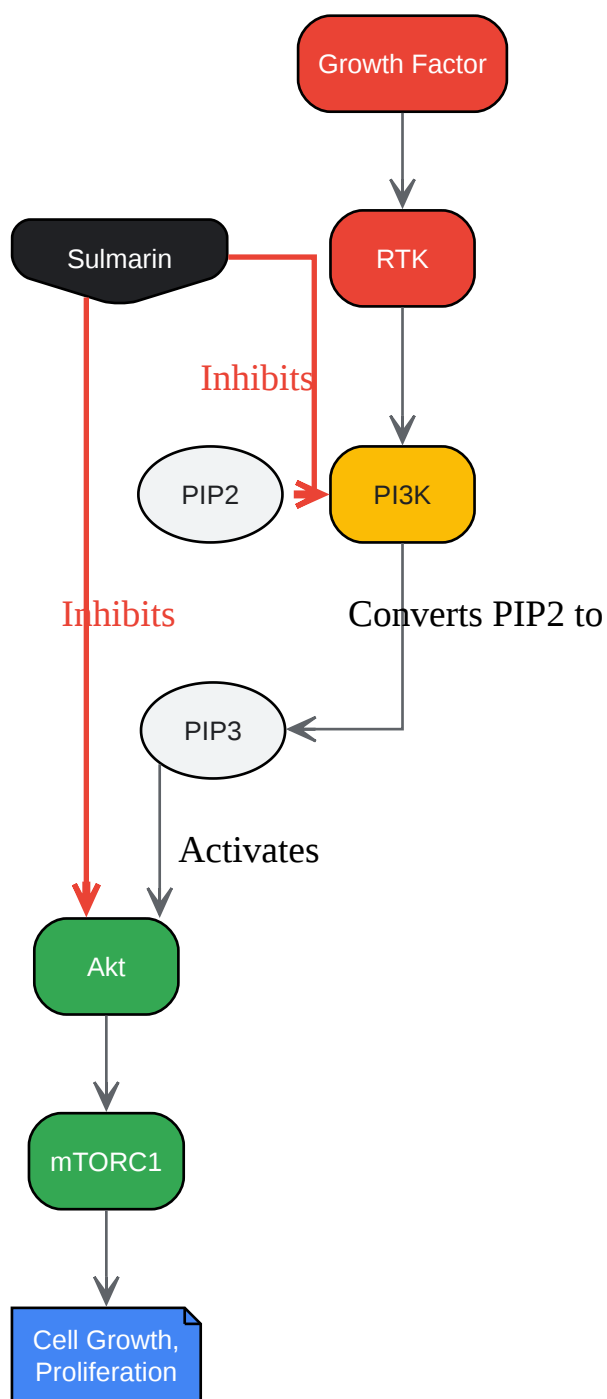 Growth Factor
Sulmarin
RTK
Inhibits
PIP2
PI3K
Inhibits
Converts PIP2 to
PIP3
Activates
Akt
mTORC1
Cell Growth,
Proliferation